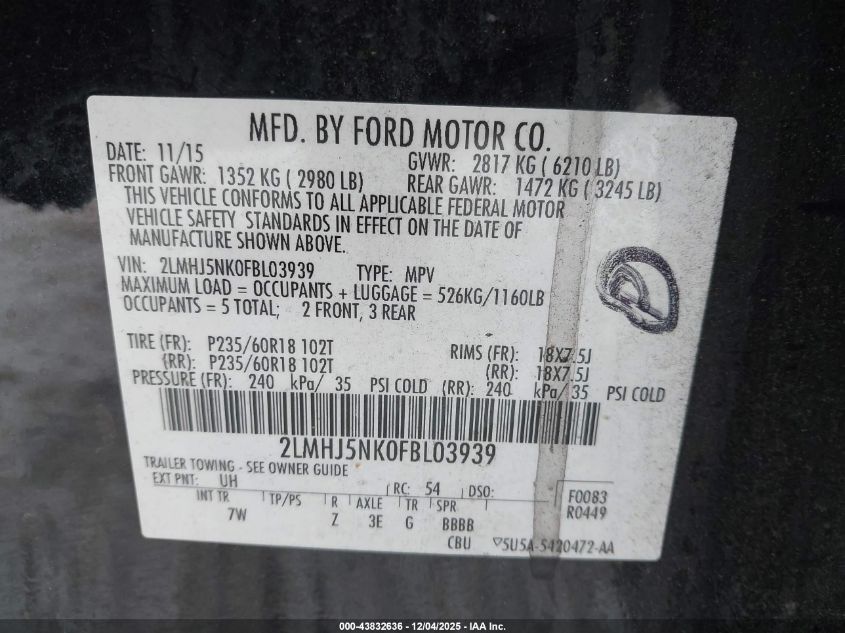 MFD. BY FORD MOTOR CO.
DATE: 11/15 GVWR: 2817 KG ( 6210 LB)
FRONT GAWR: 1352 KG ( 2980 LB) REAR GAWR: 1472 KG ( 3245 LB)
THIS VEHICLE CONFORMS TO ALL APPLICABLE FEDERAL MOTOR
VEHICLE SAFETY STANDARDS IN EFFECT ON THE DATE OF
MANUFACTURE SHOWN ABOVE.
VIN: 2LMHJ5NK0FBL03939 TYPE: MPV
MAXIMUM LOAD = OCCUPANTS + LUGGAGE = 526KG/1160LB
OCCUPANTS = 5 TOTAL; 2 FRONT, 3 REAR
TIRE (FR): P235/60R18 102T RIMS (FR): 18X7.5J
(RR): P235/60R18 102T (RR): 18X7.5J
PRESSURE (FR): 240 kPa/ 35 PSI COLD (RR): 240 kPa/ 35 PSI COLD
2LMHJ5NK0FBL03939
TRAILER TOWING - SEE OWNER GUIDE
EXT PNT: UH RC: 54 DSO: F0083
INT TR TP/PS R AXLE TR SPR R0449
7W Z 3E G BBBB
CBU ▽5U5A-5420472-AA
000-43832636 - 12/04/2025 - IAA Inc.